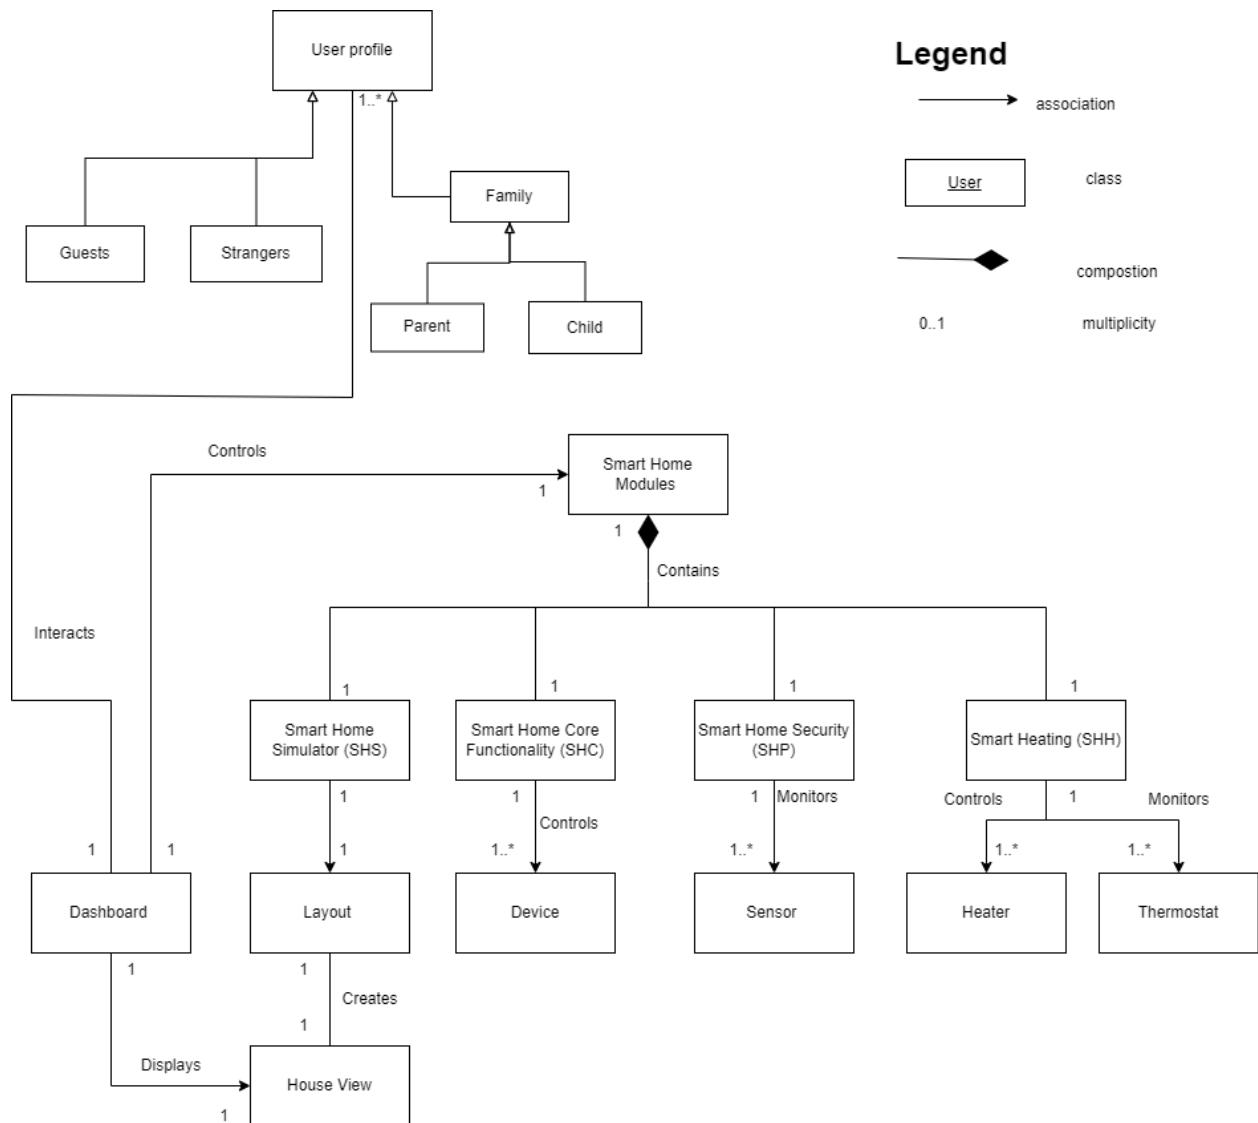 User profile
Legend
1..*
association
User
class
Family
Guests
Strangers
compostion
Parent
Child
0..1
multiplicity
Controls
Smart Home
Modules
1
1
Contains
Interacts
1
1
1
1
Smart Home
Simulator (SHS)
Smart Home Core
Functionality (SHC)
Smart Home Security
(SHP)
Smart Heating (SHH)
1
1
1
Monitors
Controls
1
Monitors
Controls
1
1
1
1..*
1..*
1..*
1..*
Dashboard
Layout
Device
Sensor
Heater
Thermostat
1
1
Creates
1
Displays
House View
1